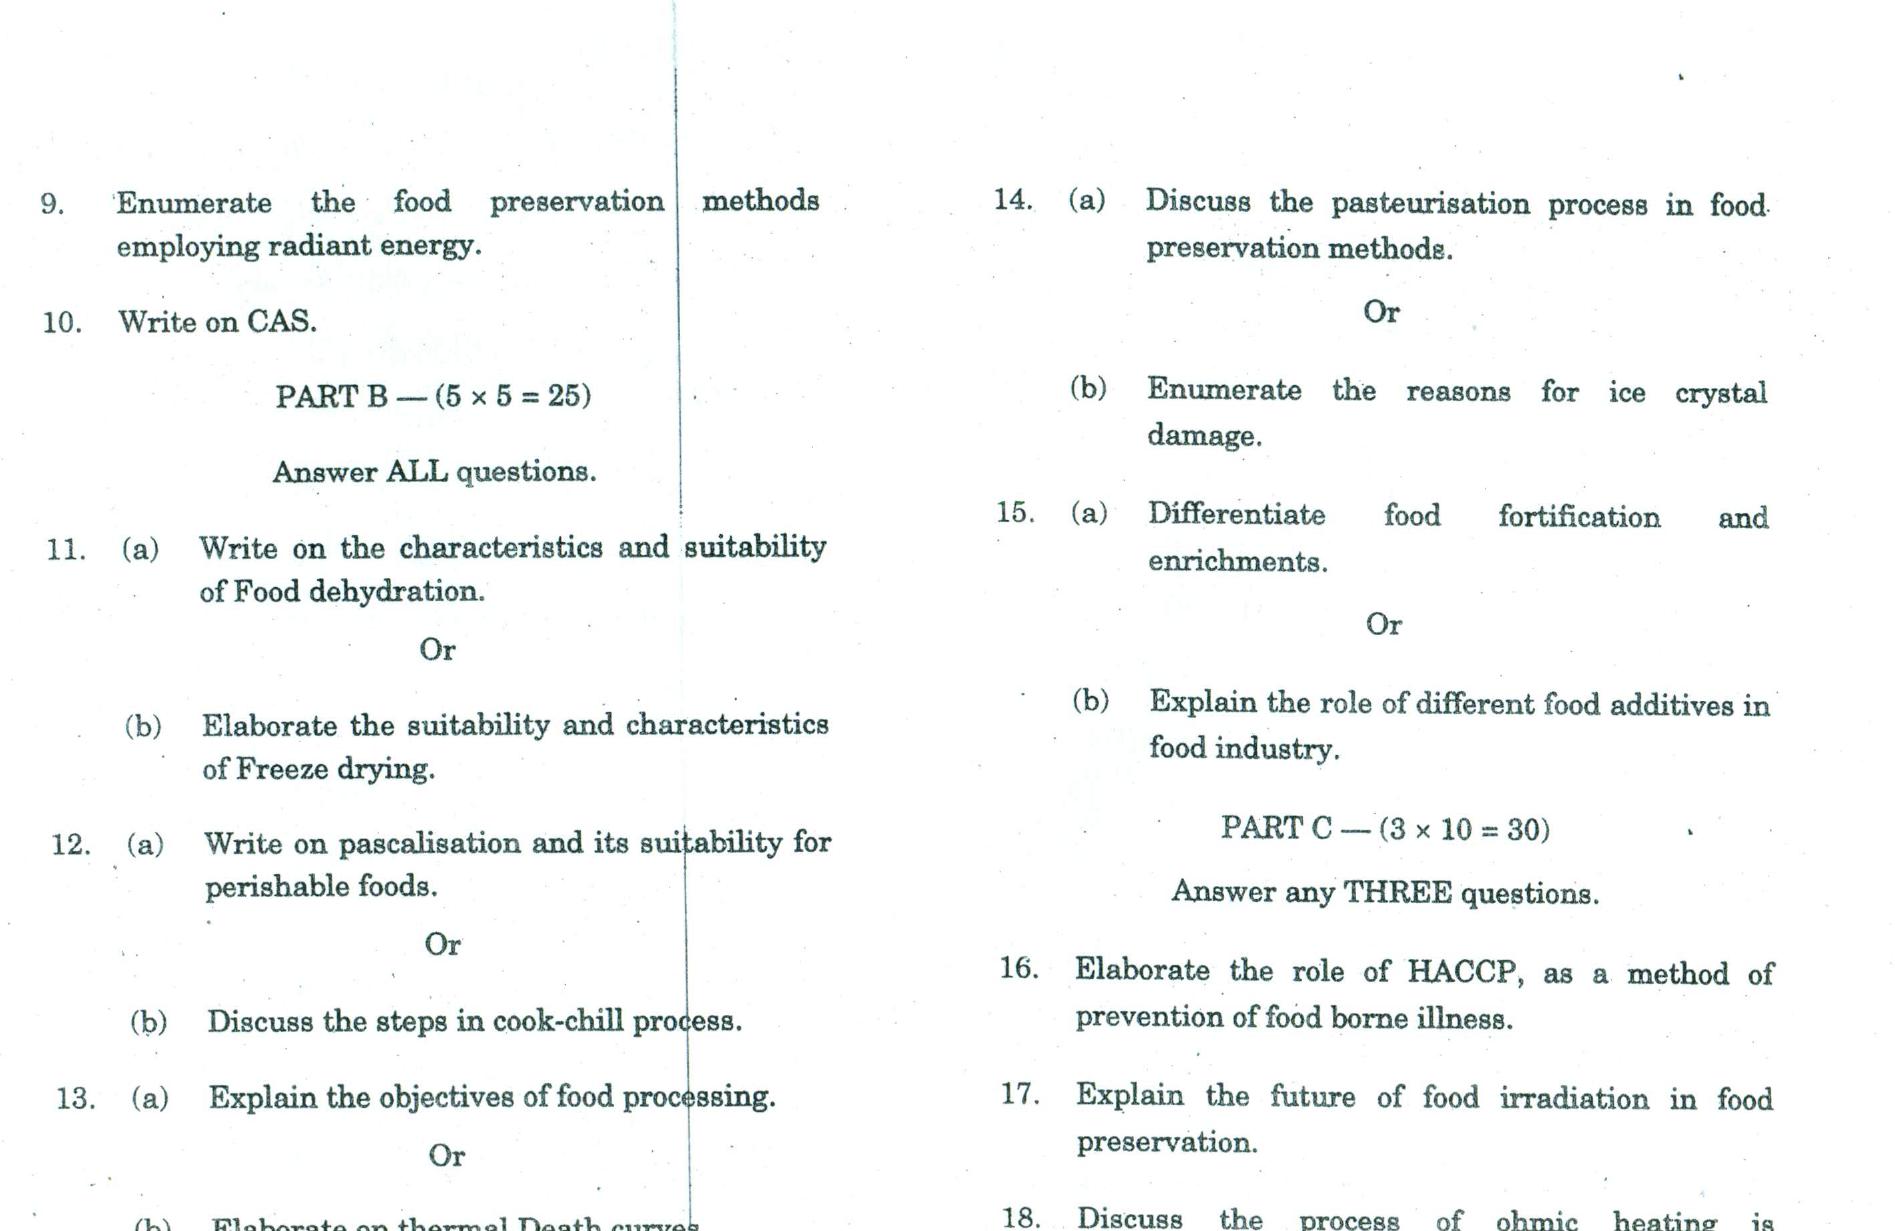 9. Enumerate the food preservation methods
employing radiant energy.
10. Write on CAS.
PART B — (5 × 5 = 25)
Answer ALL questions.
11. (a) Write on the characteristics and suitability
of Food dehydration.
Or
(b) Elaborate the suitability and characteristics
of Freeze drying.
12. (a) Write on pascalisation and its suitability for
perishable foods.
Or
(b) Discuss the steps in cook-chill process.
13. (a) Explain the objectives of food processing.
Or
(b) Elaborate on thermal Death curves
14. (a) Discuss the pasteurisation process in food
preservation methods.
Or
(b) Enumerate the reasons for ice crystal
damage.
15. (a) Differentiate food fortification and
enrichments.
Or
(b) Explain the role of different food additives in
food industry.
PART C — (3 × 10 = 30)
Answer any THREE questions.
16. Elaborate the role of HACCP, as a method of
prevention of food borne illness.
17. Explain the future of food irradiation in food
preservation.
18. Discuss the process of ohmic heating is